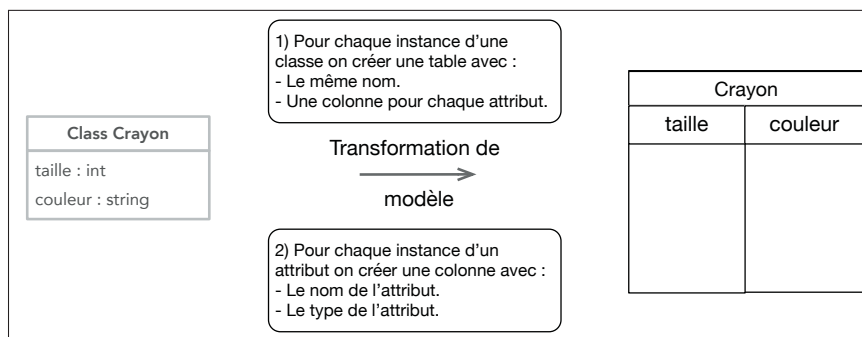 Class Crayon
taille : int
couleur : string
1) Pour chaque instance d'une
classe on créer une table avec :
- Le même nom.
- Une colonne pour chaque attribut.
Transformation de
modèle
2) Pour chaque instance d'un
attribut on créer une colonne avec :
- Le nom de l'attribut.
- Le type de l'attribut.
Crayon
taille couleur